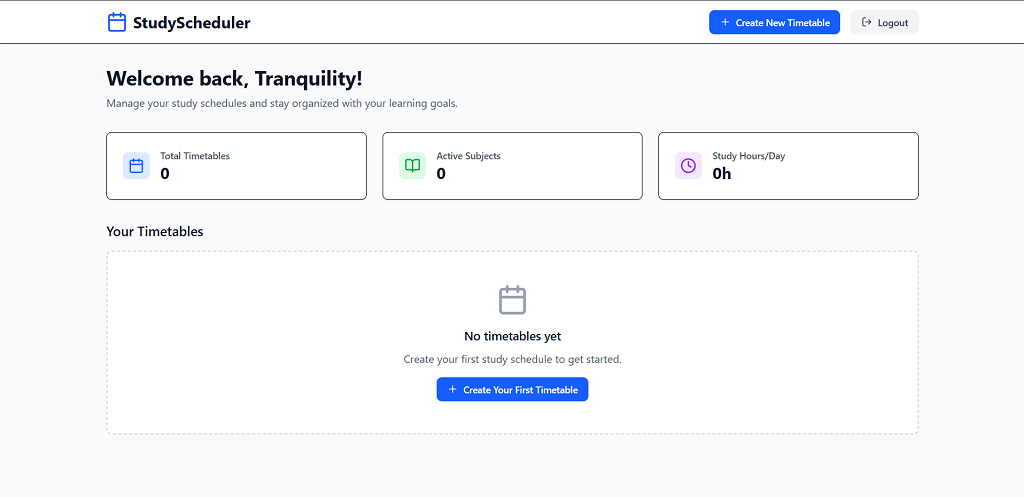 StudyScheduler
Create New Timetable
Logout
Welcome back, Tranquility!
Manage your study schedules and stay organized with your learning goals.
Total Timetables
0
Active Subjects
0
Study Hours/Day
0h
Your Timetables
No timetables yet
Create your first study schedule to get started.
Create Your First Timetable